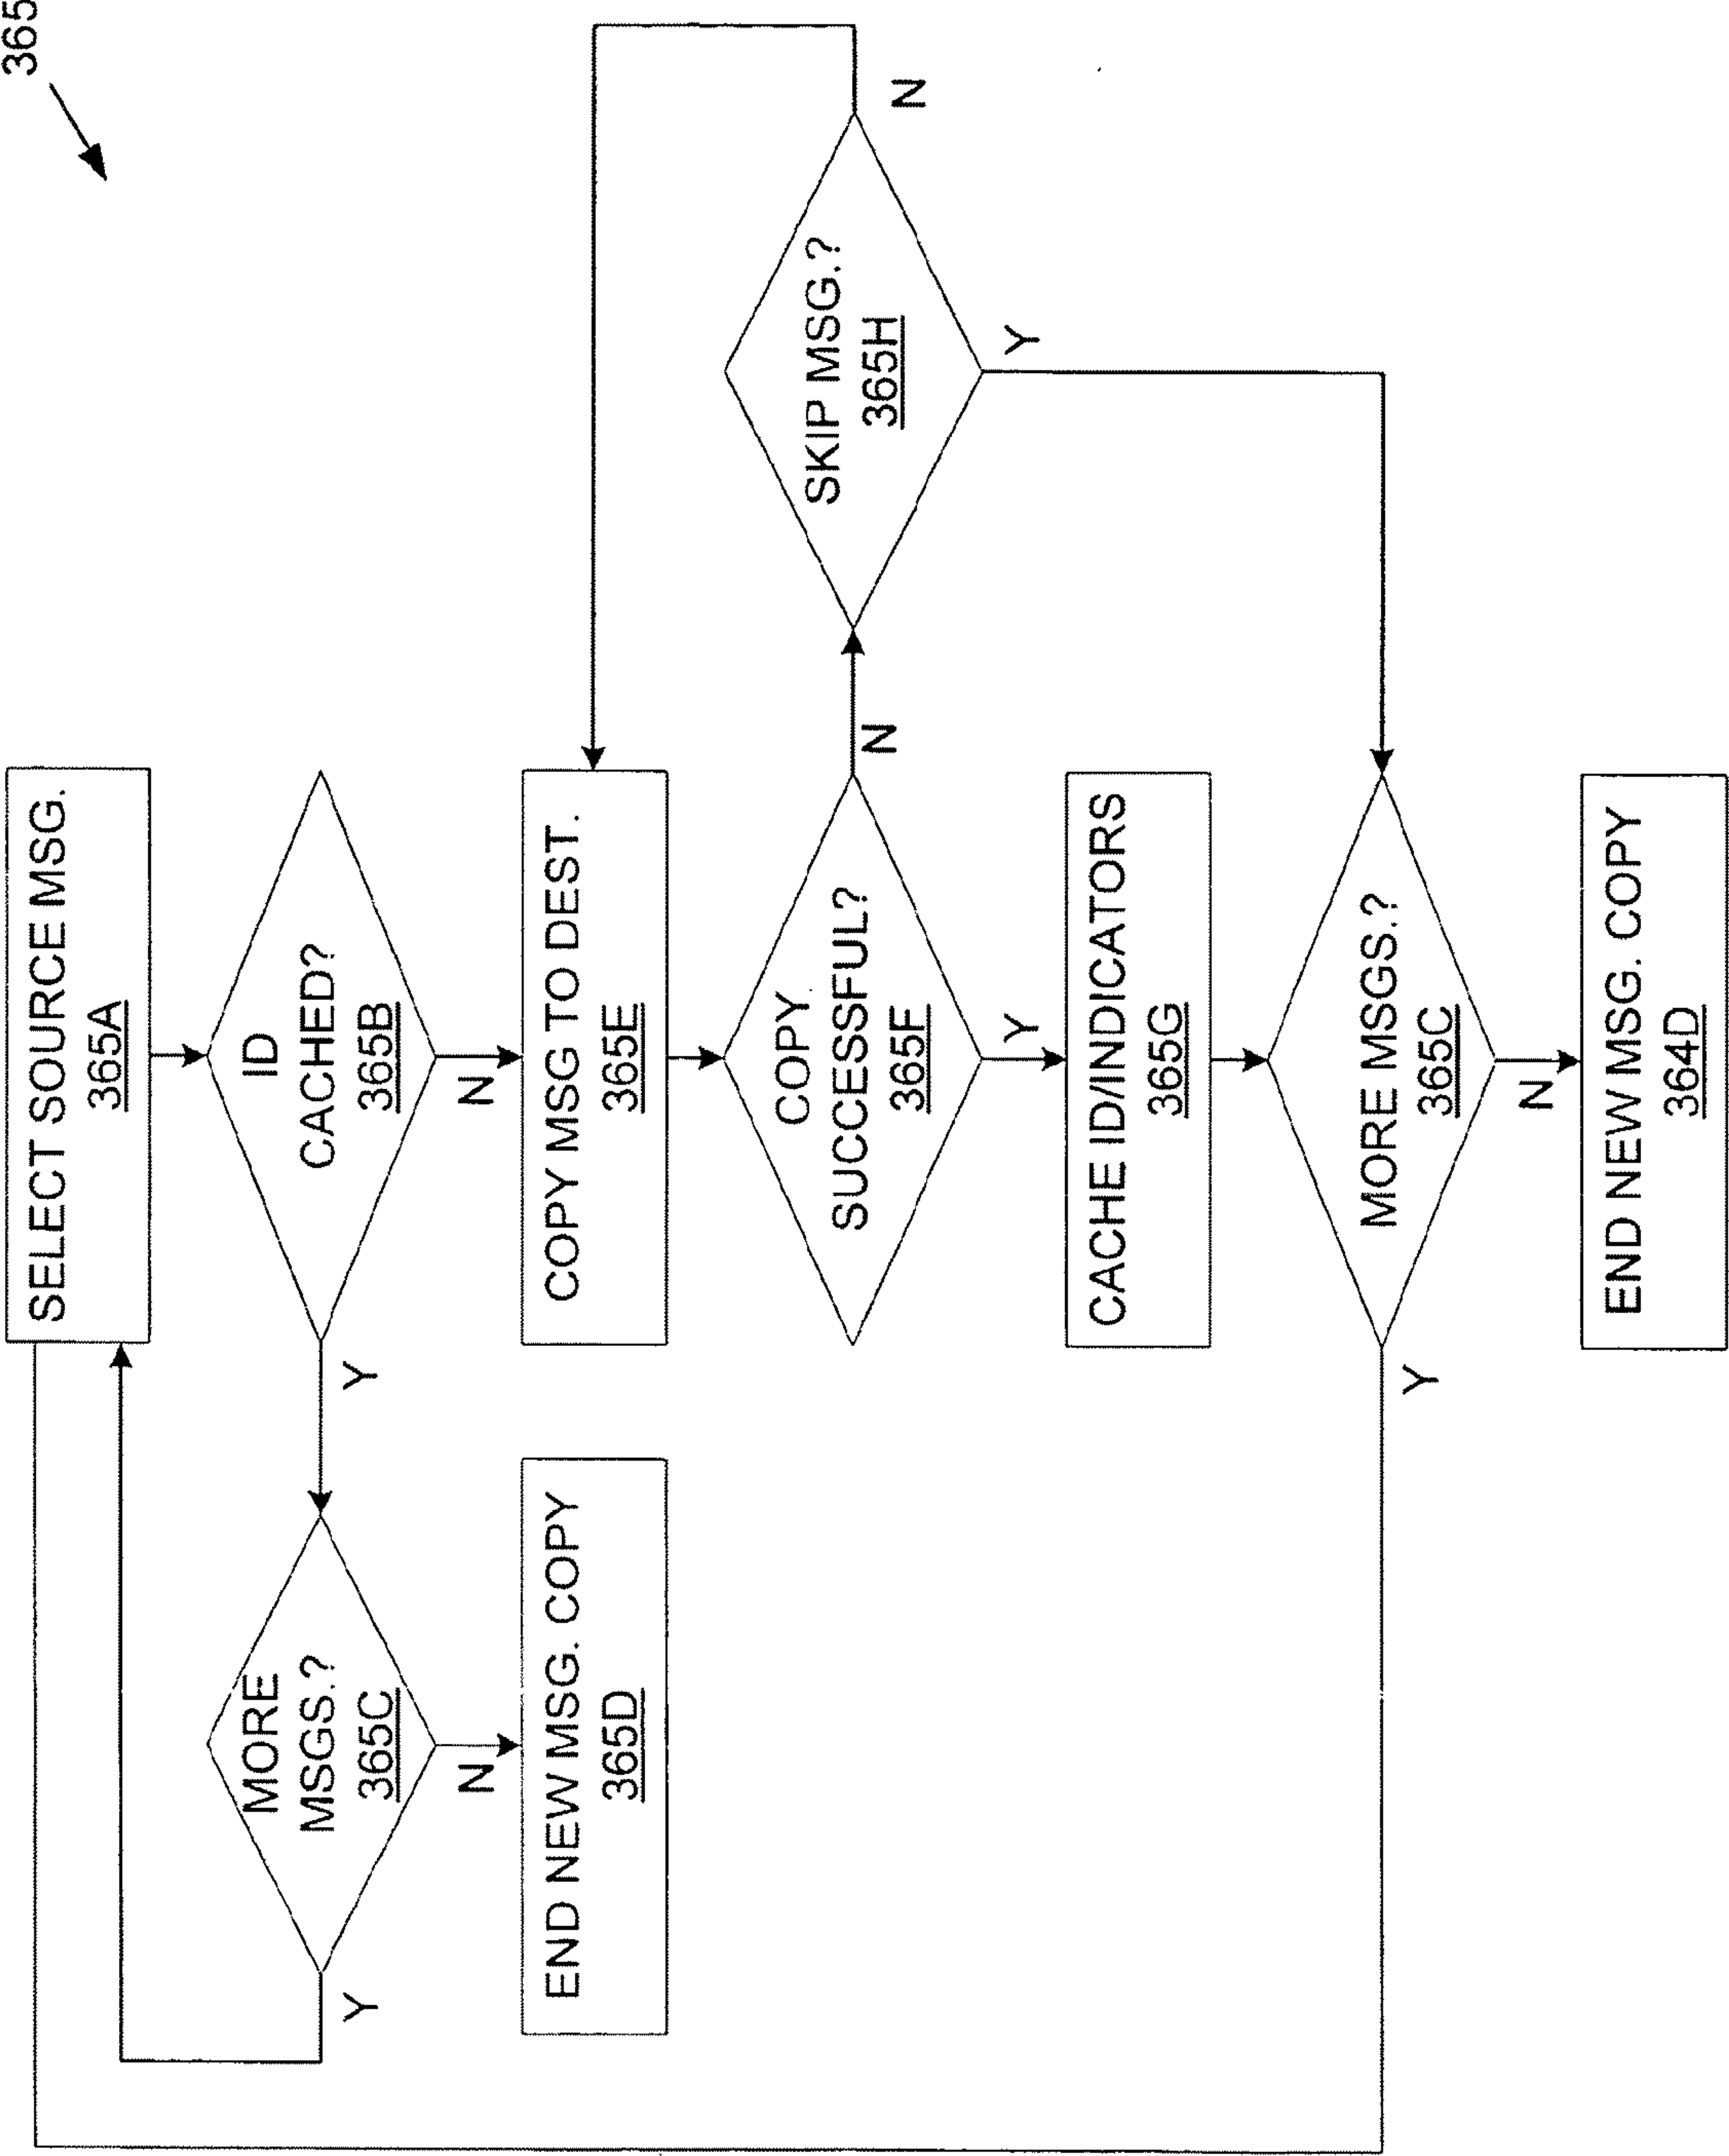 365
SELECT SOURCE MSG.
365A
ID
CACHED?
365B
Y
N
MORE
MSGS.?
365C
Y
N
END NEW MSG. COPY
365D
COPY MSG TO DEST.
365E
COPY
SUCCESSFUL?
365F
N
Y
SKIP MSG.?
365H
N
Y
CACHE ID/INDICATORS
365G
MORE MSGS.?
365C
Y
N
END NEW MSG. COPY
364D